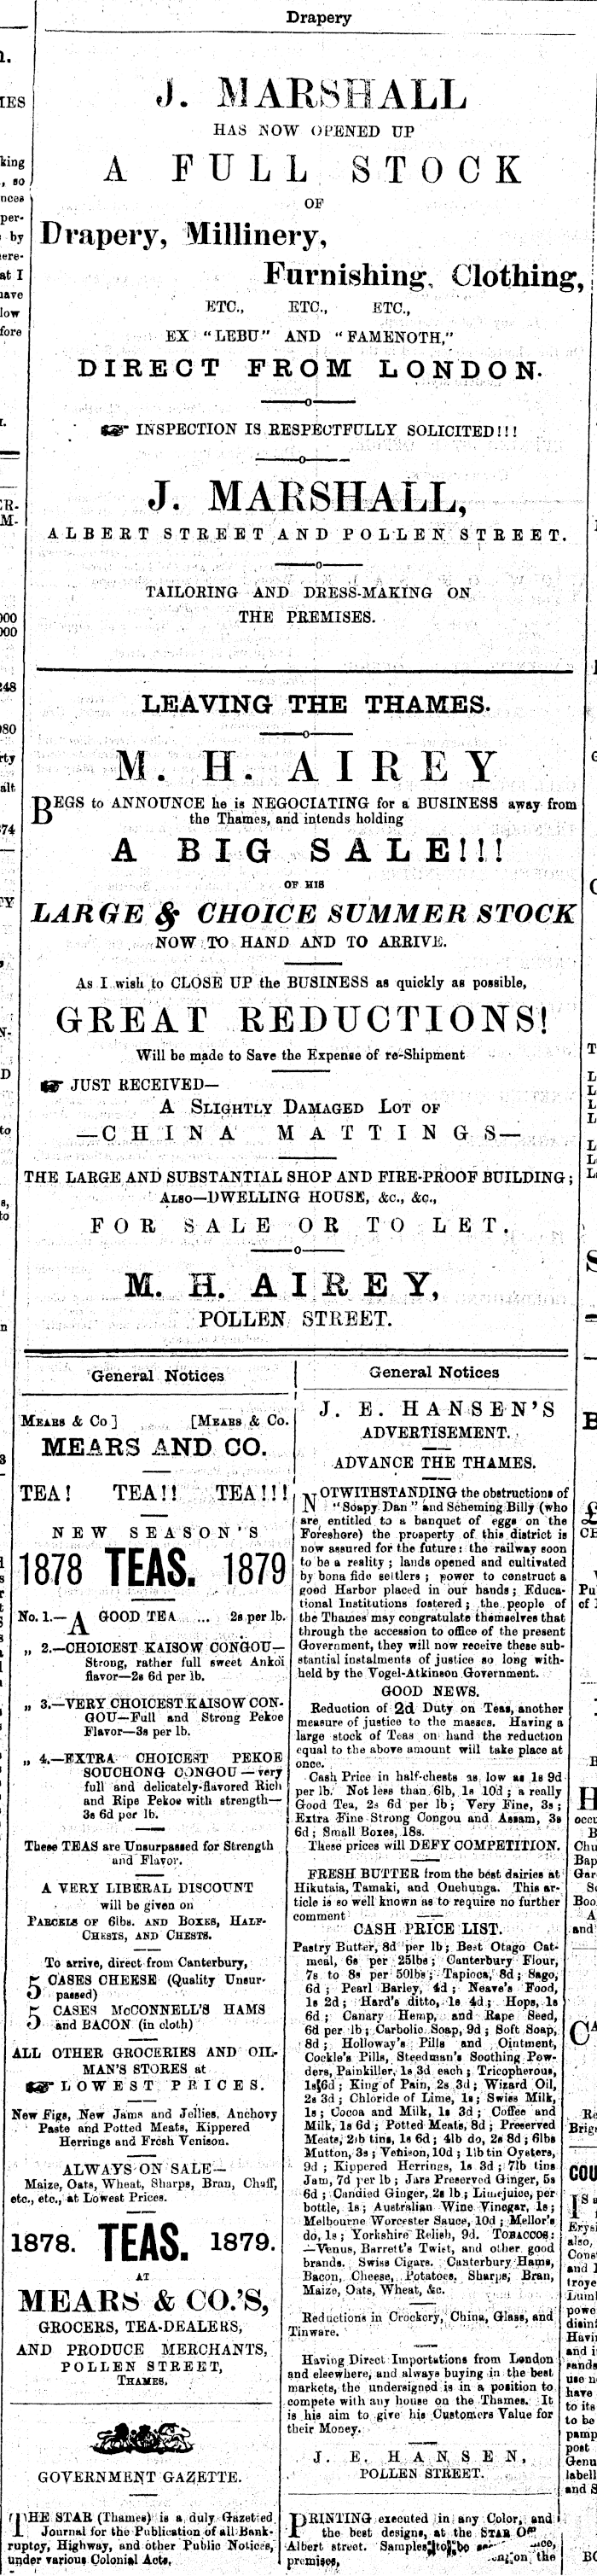 Drapery
J. MARSHALL
HAS NOW OPENED UP
A FULL STOCK
OF
Drapery, Millinery,
Furnishing, Clothing,
ETC., ETC., ETC.,
EX "LEBU" AND "FAMENOTH,"
DIRECT FROM LONDON.
INSPECTION IS RESPECTFULLY SOLICITED!!!
J. MARSHALL,
ALBERT STREET AND POLLEN STREET.
TAILORING AND DRESS-MAKING ON
THE PREMISES.
LEAVING THE THAMES.
M. H. AIREY
BEGS to ANNOUNCE he is NEGOCIATING for a BUSINESS away from
the Thames, and intends holding
A BIG SALE!!!
OF HIS
LARGE & CHOICE SUMMER STOCK
NOW TO HAND AND TO ARRIVE.
As I wish to CLOSE UP the BUSINESS as quickly as possible,
GREAT REDUCTIONS!
Will be made to Save the Expense of re-Shipment
JUST RECEIVED—
A SLIGHTLY DAMAGED LOT OF
—CHINA MATTINGS—
THE LARGE AND SUBSTANTIAL SHOP AND FIRE-PROOF BUILDING;
ALSO—DWELLING HOUSE, &c., &c.,
FOR SALE OR TO LET.
M. H. AIREY,
POLLEN STREET.
General Notices
MEARS & Co] [MEARS & Co.
MEARS AND CO.
TEA! TEA!! TEA!!!
NEW SEASON'S
1878 TEAS. 1879
No. 1.—A GOOD TEA ... 2s per lb.
„ 2.—CHOICEST KAISOW CONGOU—
Strong, rather full sweet Ankoi
flavor—2s 6d per lb.
„ 3.—VERY CHOICEST KAISOW CON-
GOU—Full and Strong Pekoe
Flavor—3s per lb.
„ 4.—EXTRA CHOICEST PEKOE
SOUCHONG CONGOU—very
full and delicately-flavored Rich
and Ripe Pekoe with strength—
3s 6d per lb.
These TEAS are Unsurpassed for Strength
and Flavor.
A VERY LIBERAL DISCOUNT
will be given on
PARCELS OF 6lbs. AND BOXES, HALF-
CHESTS, AND CHESTS.
To arrive, direct from Canterbury,
5 CASES CHEESE (Quality Unsur-
passed)
5 CASES McCONNELL'S HAMS
and BACON (in cloth)
ALL OTHER GROCERIES AND OIL-
MAN'S STORES at
LOWEST PRICES.
New Figs, New Jams and Jellies, Anchovy
Paste and Potted Meats, Kippered
Herrings and Fresh Venison.
ALWAYS ON SALE—
Maize, Oats, Wheat, Sharps, Bran, Chaff,
etc., etc., at Lowest Prices.
1878. TEAS. 1879.
AT
MEARS & CO.'S,
GROCERS, TEA-DEALERS,
AND PRODUCE MERCHANTS,
POLLEN STREET,
THAMES.
GOVERNMENT GAZETTE.
THE STAR (Thames) is a duly Gazetted
Journal for the Publication of all Bank-
ruptcy, Highway, and other Public Notices,
under various Colonial Acts.
General Notices
J. E. HANSEN'S
ADVERTISEMENT.
ADVANCE THE THAMES.
NOTWITHSTANDING the obstructions of
"Soapy Dan" and Scheming Billy (who
are entitled to a banquet of eggs on the
Foreshore) the prosperty of this district is
now assured for the future: the railway soon
to be a reality; lands opened and cultivated
by bona fide settlers; power to construct a
good Harbor placed in our hands; Educa-
tional Institutions fostered; the people of
the Thames may congratulate themselves that
through the accession to office of the present
Government, they will now receive these sub-
stantial instalments of justice so long with-
held by the Vogel-Atkinson Government.
GOOD NEWS.
Reduction of 2d Duty on Teas, another
measure of justice to the masses. Having a
large stock of Teas on hand the reduction
equal to the above amount will take place at
once.
Cash Price in half-chests as low as 1s 9d
per lb. Not less than 6lb, 1s 10d; a really
Good Tea, 2s 6d per lb; Very Fine, 3s;
Extra Fine Strong Congou and Assam, 3s
6d; Small Boxes, 18s.
These prices will DEFY COMPETITION.
FRESH BUTTER from the best dairies at
Hikutaia, Tamaki, and Onehunga. This ar-
ticle is so well known as to require no further
comment
CASH PRICE LIST.
Pastry Butter, 8d per lb; Best Otago Oat-
meal, 6s per 25lbs; Canterbury Flour,
7s to 8s per 50lbs; Tapioca, 8d; Sago,
6d; Pearl Barley, 4d; Neave's Food,
1s 2d; Hard's ditto, 1s 4d; Hops, 1s
6d; Canary Hemp, and Rape Seed,
6d per lb; Carbolic Soap, 9d; Soft Soap,
8d; Holloway's Pills and Ointment,
Cockle's Pills, Steedman's Soothing Pow-
ders, Painkiller, 1s 3d each; Tricopherous,
1s 6d; King of Pain, 2s 3d; Wizard Oil,
2s 3d; Chloride of Lime, 1s; Swiss Milk,
1s; Cocoa and Milk, 1s 3d; Coffee and
Milk, 1s 6d; Potted Meats, 8d; Preserved
Meats, 2lb tins, 1s 6d; 4lb do, 2s 8d; 6lbs
Mutton, 3s; Venison, 10d; 1lb tin Oysters,
9d; Kippered Herrings, 1s 3d; 7lb tins
Jam, 7d per lb; Jars Preserved Ginger, 5s
6d; Candied Ginger, 2s lb; Limejuice, per
bottle, 1s; Australian Wine Vinegar, 1s;
Melbourne Worcester Sauce, 10d; Mellor's
do, 1s; Yorkshire Relish, 9d. TOBACCOS:
—Venus, Barrett's Twist, and other good
brands. Swiss Cigars. Canterbury Hams,
Bacon, Cheese, Potatoes, Sharps, Bran,
Maize, Oats, Wheat, &c.
Reductions in Crockery, China, Glass, and
Tinware.
Having Direct Importations from London
and elsewhere, and always buying in the best
markets, the undersigned is in a position to
compete with any house on the Thames. It
is his aim to give his Customers Value for
their Money.
J. E. HANSEN,
POLLEN STREET.
PRINTING executed in any Color, and
the best designs, at the STAR
Albert street. Samples to be
premises, on the